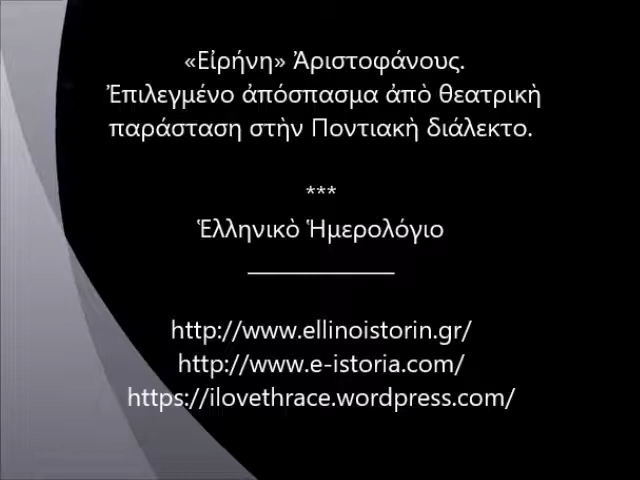 «Εἰρήνη» Ἀριστοφάνους.
Ἐπιλεγμένο ἀπόσπασμα ἀπὸ θεατρικὴ
παράσταση στὴν Ποντιακὴ διάλεκτο.
***
Ἑλληνικὸ Ἡμερολόγιο
____________
http://www.ellinoistorin.gr/
http://www.e-istoria.com/
https://ilovethrace.wordpress.com/